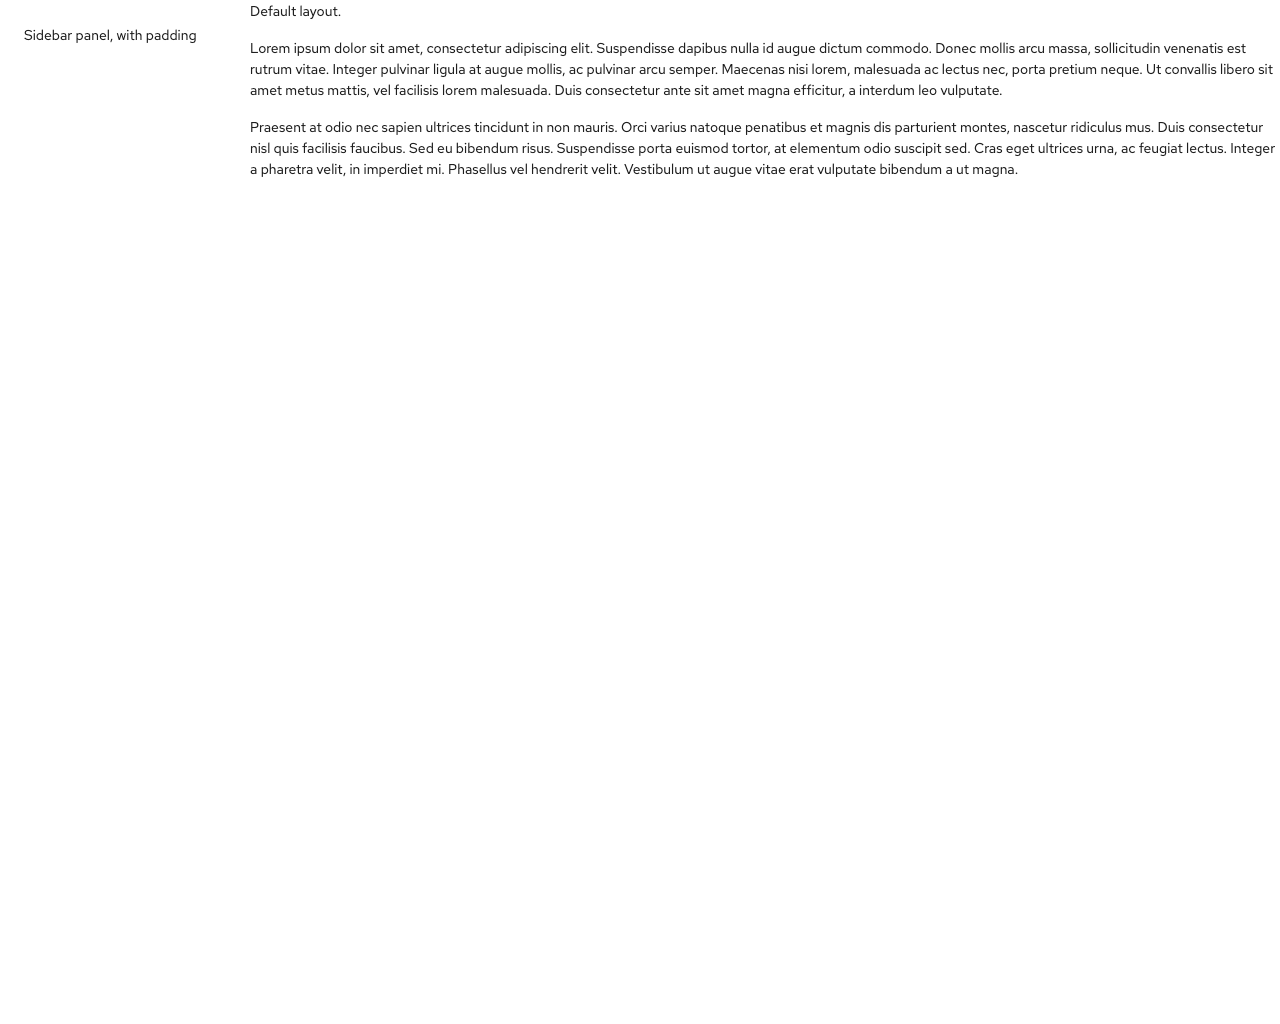 Sidebar panel, with padding
Default layout.
Lorem ipsum dolor sit amet, consectetur adipiscing elit. Suspendisse dapibus nulla id augue dictum commodo. Donec mollis arcu massa, sollicitudin venenatis est
rutrum vitae. Integer pulvinar ligula at augue mollis, ac pulvinar arcu semper. Maecenas nisi lorem, malesuada ac lectus nec, porta pretium neque. Ut convallis libero sit
amet metus mattis, vel facilisis lorem malesuada. Duis consectetur ante sit amet magna efficitur, a interdum leo vulputate.
Praesent at odio nec sapien ultrices tincidunt in non mauris. Orci varius natoque penatibus et magnis dis parturient montes, nascetur ridiculus mus. Duis consectetur
nisl quis facilisis faucibus. Sed eu bibendum risus. Suspendisse porta euismod tortor, at elementum odio suscipit sed. Cras eget ultrices urna, ac feugiat lectus. Integer
a pharetra velit, in imperdiet mi. Phasellus vel hendrerit velit. Vestibulum ut augue vitae erat vulputate bibendum a ut magna.